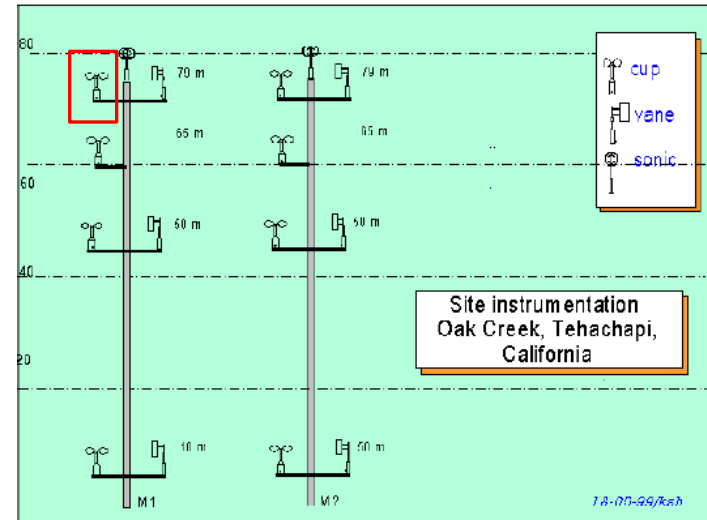 80
79 m
79 m
cup
vane
65 m
65 m
sonic
60
50 m
50 m
40
Site instrumentation
Oak Creek, Tehachapi,
California
20
10 m
50 m
M1
M2